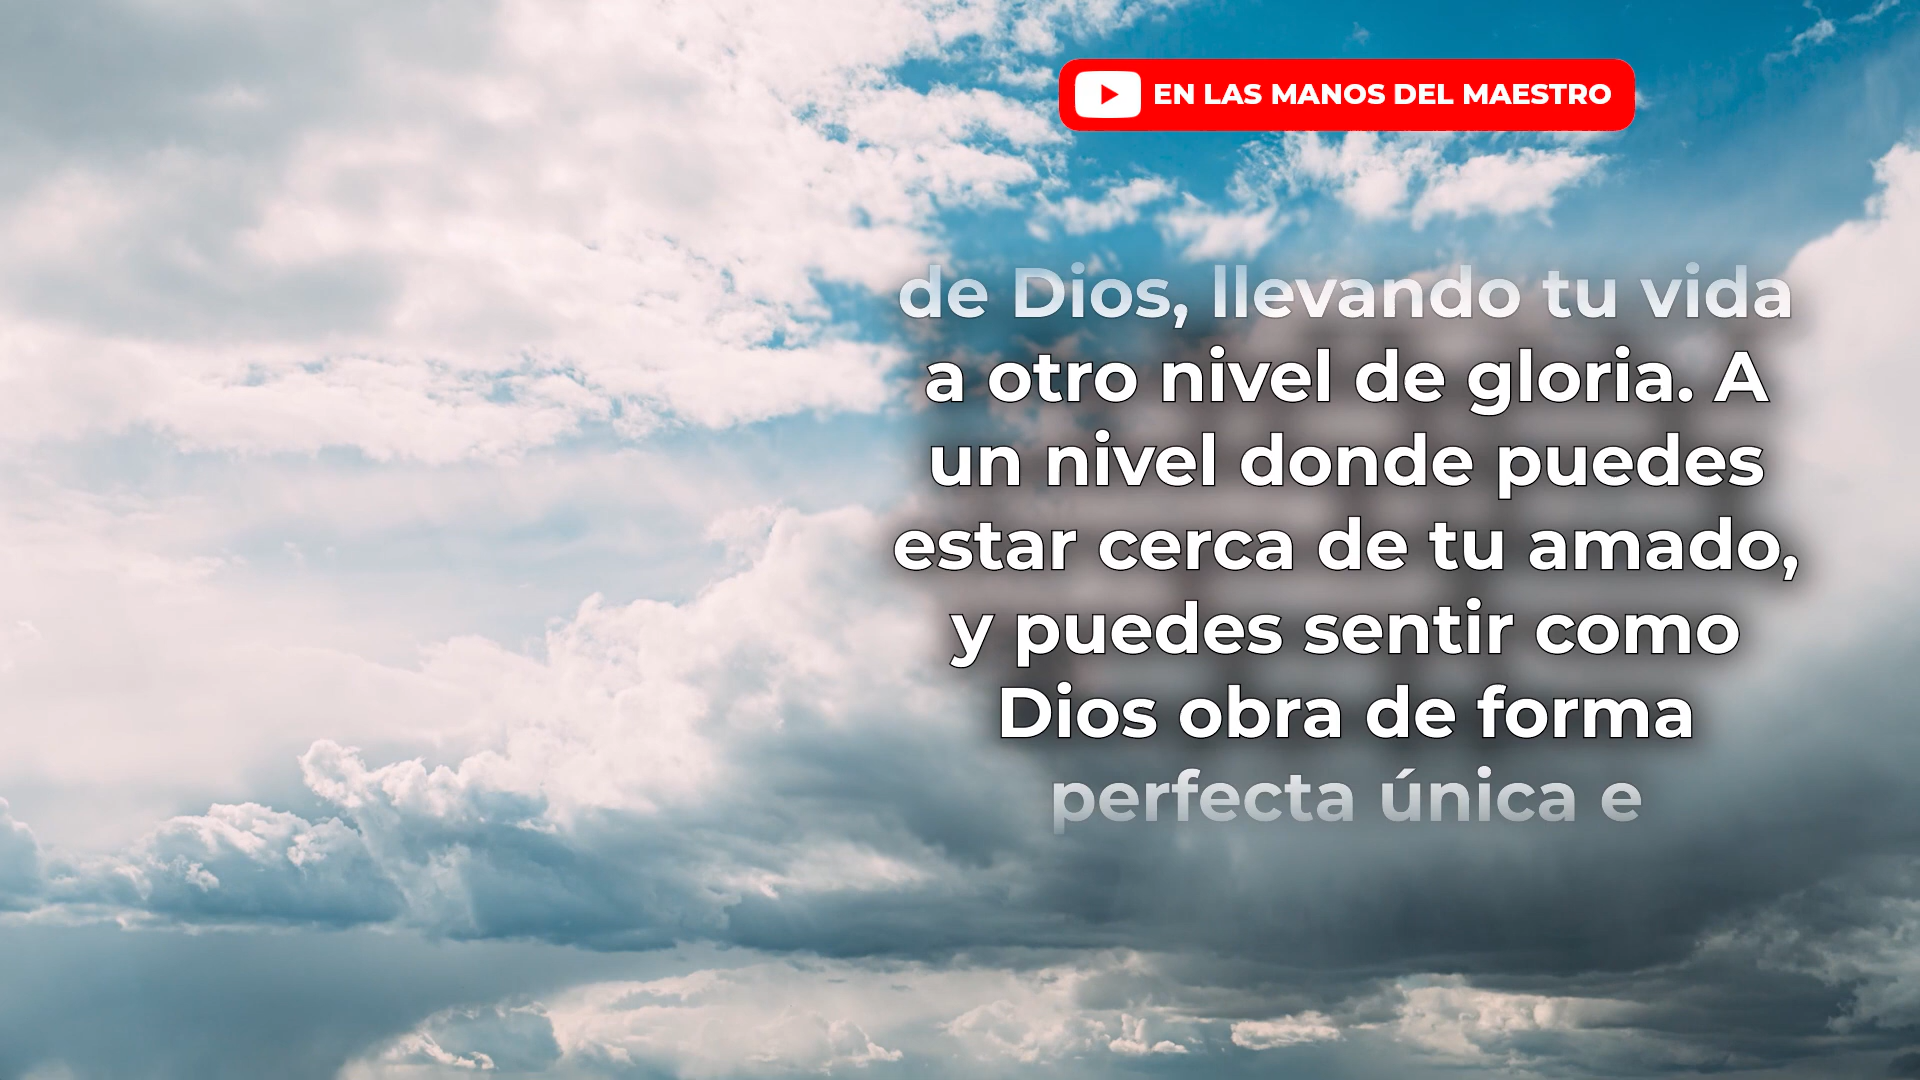 EN LAS MANOS DEL MAESTRO
de Dios, llevando tu vida
a otro nivel de gloria. A
un nivel donde puedes
estar cerca de tu amado,
y puedes sentir como
Dios obra de forma
perfecta única e